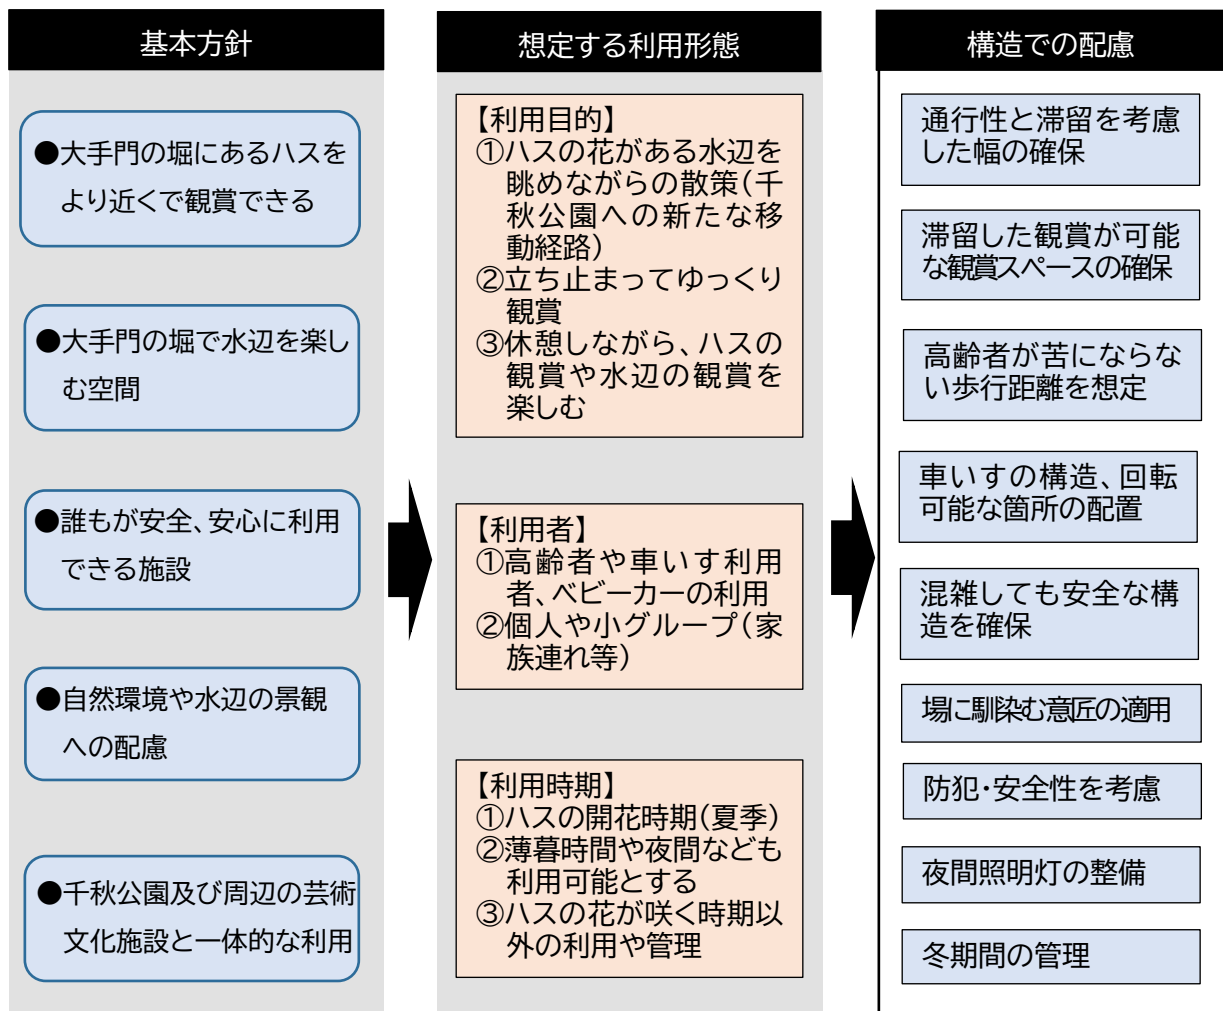 基本方針
●大手門の堀にあるハスを
より近くで観賞できる
●大手門の堀で水辺を楽し
む空間
●誰もが安全、安心に利用
できる施設
●自然環境や水辺の景観
への配慮
●千秋公園及び周辺の芸術
文化施設と一体的な利用
想定する利用形態
【利用目的】
①ハスの花がある水辺を
眺めながらの散策(千
秋公園への新たな移
動経路)
②立ち止まってゆっくり
観賞
③休憩しながら、ハスの
観賞や水辺の観賞を
楽しむ
【利用者】
①高齢者や車いす利用
者、ベビーカーの利用
②個人や小グループ(家
族連れ等)
【利用時期】
①ハスの開花時期(夏季)
②薄暮時間や夜間なども
利用可能とする
③ハスの花が咲く時期以
外の利用や管理
構造での配慮
通行性と滞留を考慮
した幅の確保
滞留した観賞が可能
な観賞スペースの確保
高齢者が苦にならな
い歩行距離を想定
車いすの構造、回転
可能な箇所の配置
混雑しても安全な構
造を確保
場に馴染む意匠の適用
防犯・安全性を考慮
夜間照明灯の整備
冬期間の管理